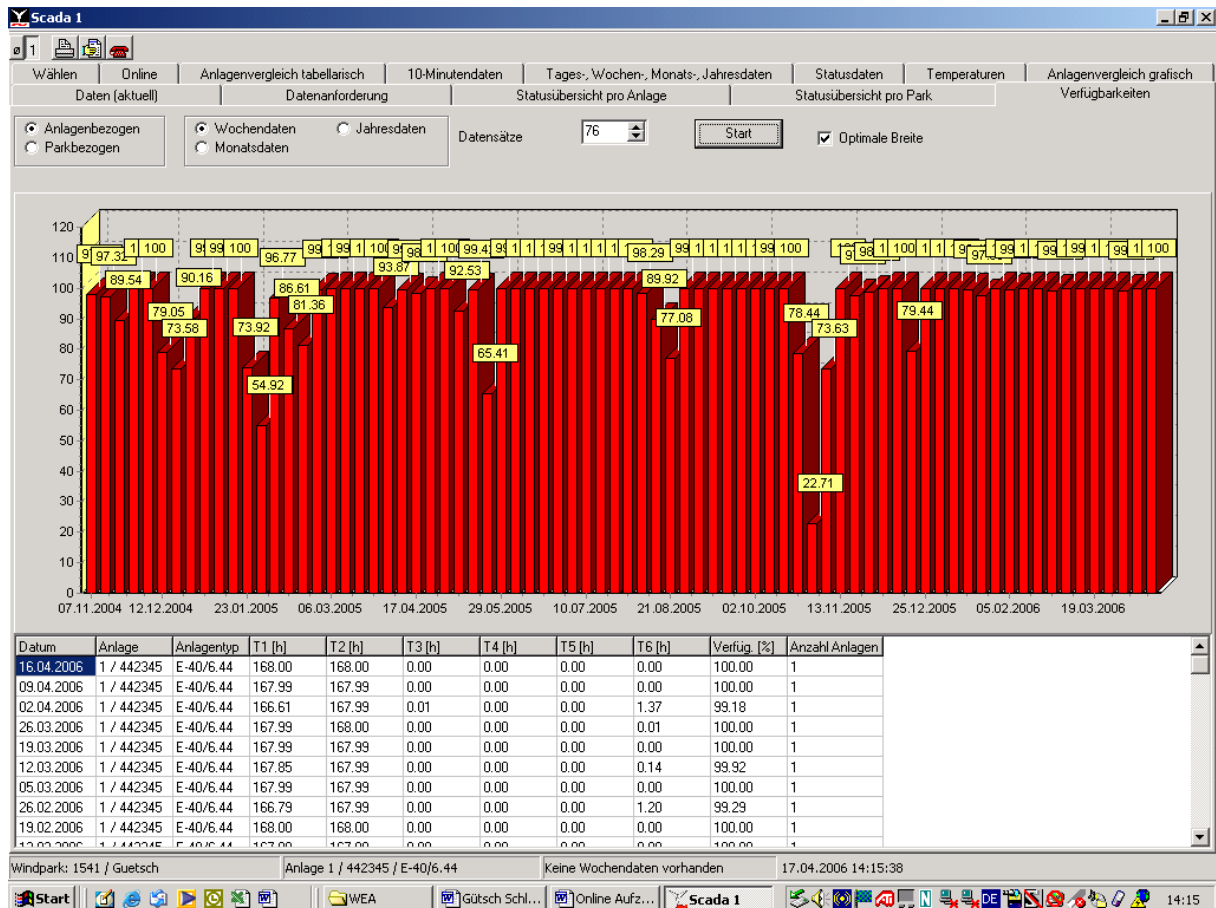 Scada 1
ø 1
Wählen Online Anlagenvergleich tabellarisch 10-Minutendaten Tages-, Wochen-, Monats-, Jahresdaten Statusdaten Temperaturen Anlagenvergleich grafisch
Daten (aktuell) Datenanforderung Statusübersicht pro Anlage Statusübersicht pro Park Verfügbarkeiten
Anlagenbezogen Wochendaten Jahresdaten Datensätze 76 Start Optimale Breite
Parkbezogen Monatsdaten
120
110
100
90
80
70
60
50
40
30
20
10
0
97.32 89.54 100 79.05 73.58 90.16 100 73.92 54.92 96.77 86.61 81.36 93.87 92.53 65.41 98.29 89.92 77.08 100 78.44 22.71 73.63 100 79.44 100
07.11.2004 12.12.2004 23.01.2005 06.03.2005 17.04.2005 29.05.2005 10.07.2005 21.08.2005 02.10.2005 13.11.2005 25.12.2005 05.02.2006 19.03.2006
Datum Anlage Anlagentyp T1 [h] T2 [h] T3 [h] T4 [h] T5 [h] T6 [h] Verfüg. [%] Anzahl Anlagen
16.04.2006 1 / 442345 E-40/6.44 168.00 168.00 0.00 0.00 0.00 0.00 100.00 1
09.04.2006 1 / 442345 E-40/6.44 167.99 167.99 0.00 0.00 0.00 0.00 100.00 1
02.04.2006 1 / 442345 E-40/6.44 166.61 167.99 0.01 0.00 0.00 1.37 99.18 1
26.03.2006 1 / 442345 E-40/6.44 167.99 168.00 0.00 0.00 0.00 0.01 100.00 1
19.03.2006 1 / 442345 E-40/6.44 167.99 167.99 0.00 0.00 0.00 0.00 100.00 1
12.03.2006 1 / 442345 E-40/6.44 167.85 167.99 0.00 0.00 0.00 0.14 99.92 1
05.03.2006 1 / 442345 E-40/6.44 167.99 167.99 0.00 0.00 0.00 0.00 100.00 1
26.02.2006 1 / 442345 E-40/6.44 166.79 167.99 0.00 0.00 0.00 1.20 99.29 1
19.02.2006 1 / 442345 E-40/6.44 168.00 168.00 0.00 0.00 0.00 0.00 100.00 1
Windpark: 1541 / Guetsch Anlage 1 / 442345 / E-40/6.44 Keine Wochendaten vorhanden 17.04.2006 14:15:38
Start WEA Gütsch Schl... Online Aufz... Scada 1 DE 14:15